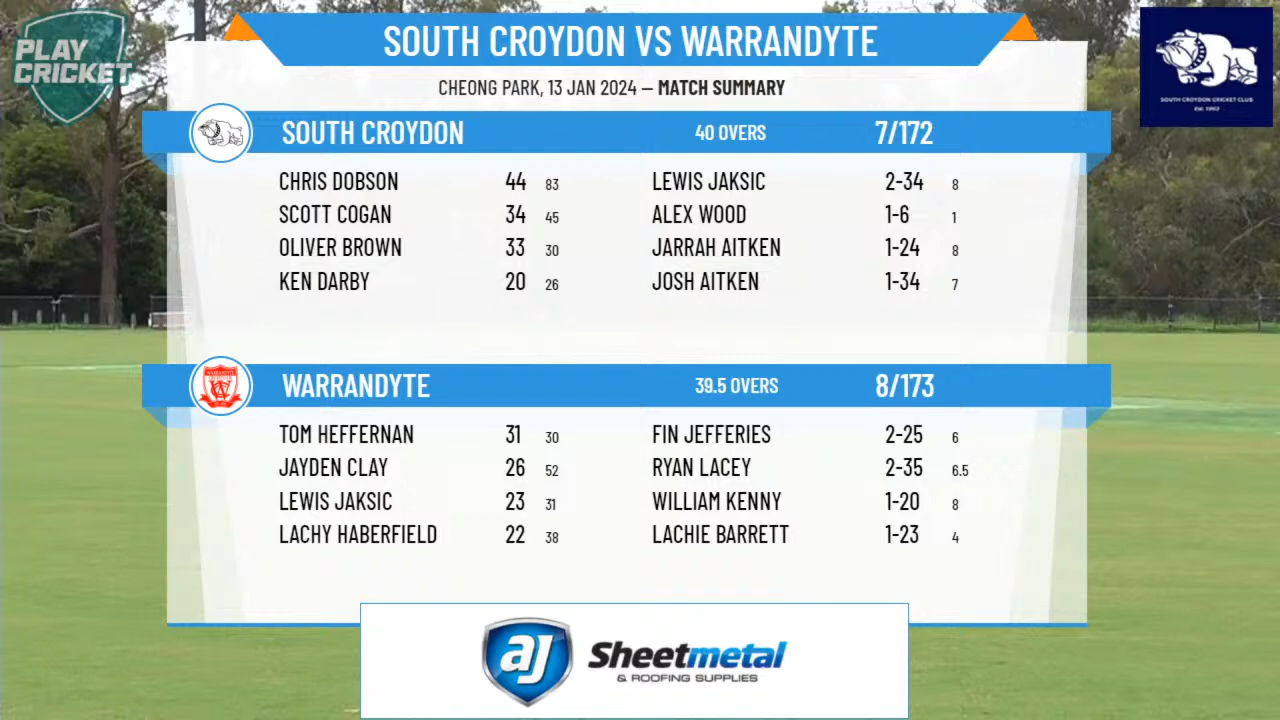 PLAY CRICKET
SOUTH CROYDON VS WARRANDYTE
SOUTH CROYDON CRICKET CLUB
CHEONG PARK, 13 JAN 2024 – MATCH SUMMARY
SOUTH CROYDON 40 OVERS 7/172
CHRIS DOBSON 44 83 LEWIS JAKSIC 2-34 8
SCOTT COGAN 34 45 ALEX WOOD 1-6 1
OLIVER BROWN 33 30 JARRAH AITKEN 1-24 8
KEN DARBY 20 26 JOSH AITKEN 1-34 7
WARRANDYTE 39.5 OVERS 8/173
TOM HEFFERNAN 31 30 FIN JEFFERIES 2-25 6
JAYDEN CLAY 26 52 RYAN LACEY 2-35 6.5
LEWIS JAKSIC 23 31 WILLIAM KENNY 1-20 8
LACHY HABERFIELD 22 38 LACHIE BARRETT 1-23 4
aj Sheetmetal
& ROOFING SUPPLIES